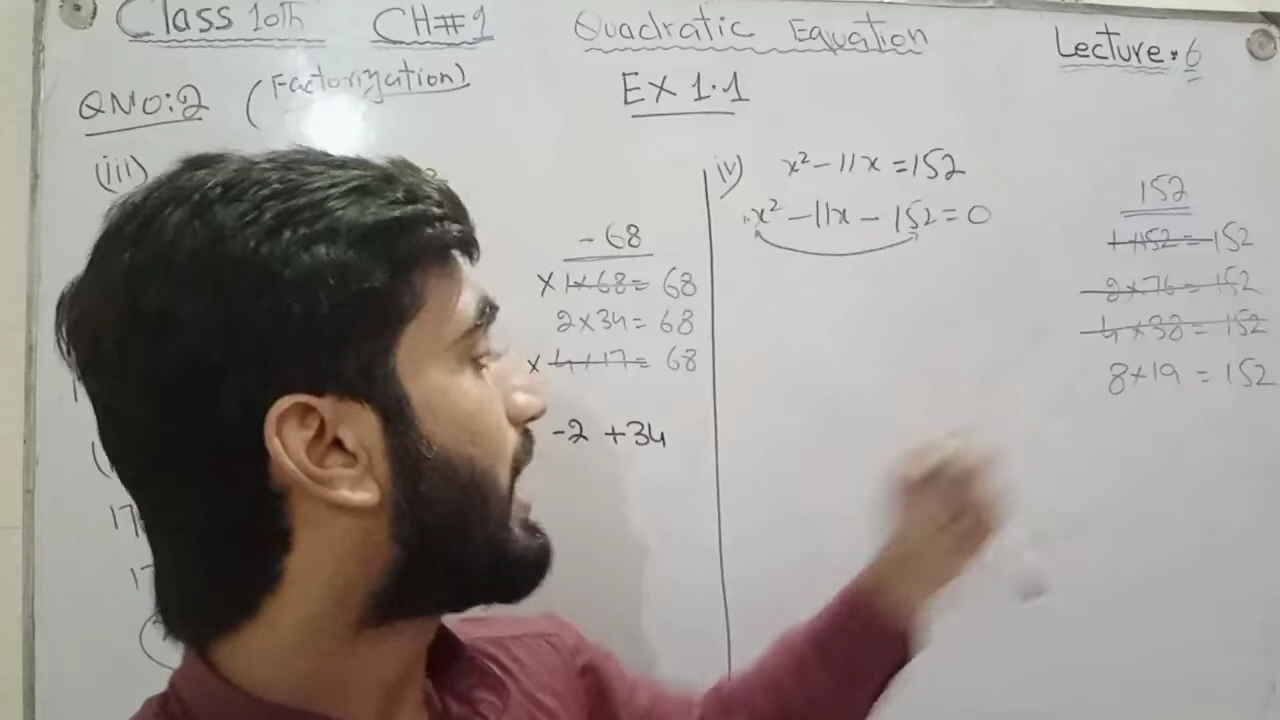 Class 10th CH#1 Quadratic Equation Lecture.6
QNO:2 (Factorization) EX 1.1
(iii)
-68
×1×68= 68
2×34= 68
×4×17= 68
-2 +34
17
iv) x²-11x=152
x²-11x-152=0
152
1×152=152
2×76=152
4×38=152
8×19=152